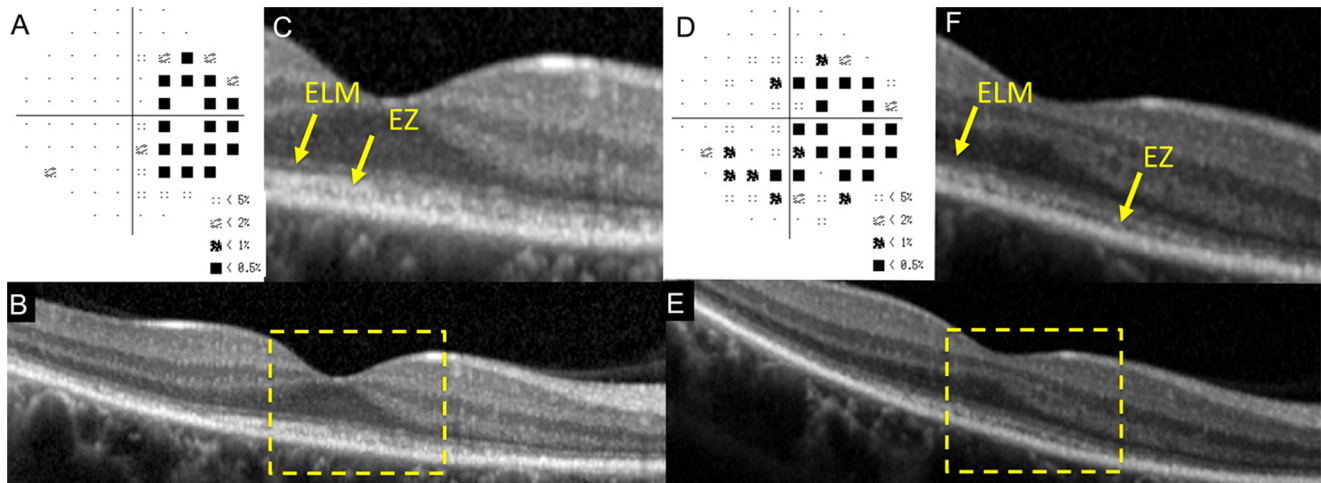 A
:: < 5%
< 2%
< 1%
■ < 0.5%
C
ELM
EZ
D
:: < 5%
< 2%
< 1%
■ < 0.5%
F
ELM
EZ
B
E